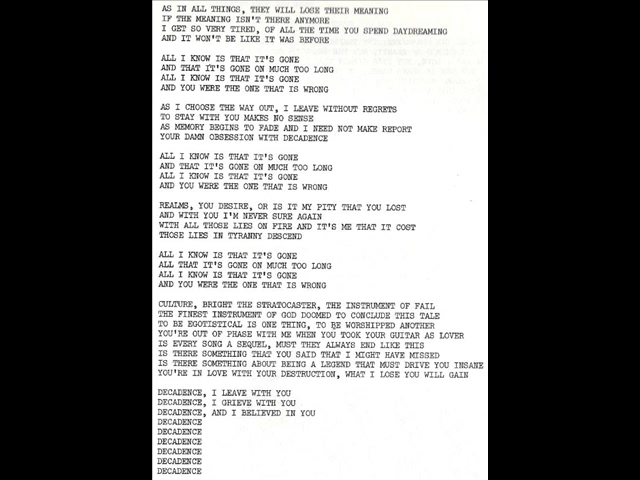 AS IN ALL THINGS, THEY WILL LOSE THEIR MEANING
IF THE MEANING ISN'T THERE ANYMORE
I GET SO VERY TIRED, OF ALL THE TIME YOU SPEND DAYDREAMING
AND IT WON'T BE LIKE IT WAS BEFORE
ALL I KNOW IS THAT IT'S GONE
AND THAT IT'S GONE ON MUCH TOO LONG
ALL I KNOW IS THAT IT'S GONE
AND YOU WERE THE ONE THAT IS WRONG
AS I CHOOSE THE WAY OUT, I LEAVE WITHOUT REGRETS
TO STAY WITH YOU MAKES NO SENSE
AS MEMORY BEGINS TO FADE AND I NEED NOT MAKE REPORT
YOUR DAMN OBSESSION WITH DECADENCE
ALL I KNOW IS THAT IT'S GONE
AND THAT IT'S GONE ON MUCH TOO LONG
ALL I KNOW IS THAT IT'S GONE
AND YOU WERE THE ONE THAT IS WRONG
REALMS, YOU DESIRE, OR IS IT MY PITY THAT YOU LOST
AND WITH YOU I'M NEVER SURE AGAIN
WITH ALL THOSE LIES ON FIRE AND IT'S ME THAT IT COST
THOSE LIES IN TYRANNY DESCEND
ALL I KNOW IS THAT IT'S GONE
ALL THAT IT'S GONE ON MUCH TOO LONG
ALL I KNOW IS THAT IT'S GONE
AND YOU WERE THE ONE THAT IS WRONG
CULTURE, BRIGHT THE STRATOCASTER, THE INSTRUMENT OF FAIL
THE FINEST INSTRUMENT OF GOD DOOMED TO CONCLUDE THIS TALE
TO BE EGOTISTICAL IS ONE THING, TO BE WORSHIPPED ANOTHER
YOU'RE OUT OF PHASE WITH ME WHEN YOU TOOK YOUR GUITAR AS LOVER
IS EVERY SONG A SEQUEL, MUST THEY ALWAYS END LIKE THIS
IS THERE SOMETHING THAT YOU SAID THAT I MIGHT HAVE MISSED
IS THERE SOMETHING ABOUT BEING A LEGEND THAT MUST DRIVE YOU INSANE
YOU'RE IN LOVE WITH YOUR DESTRUCTION, WHAT I LOSE YOU WILL GAIN
DECADENCE, I LEAVE WITH YOU
DECADENCE, I GRIEVE WITH YOU
DECADENCE, AND I BELIEVED IN YOU
DECADENCE
DECADENCE
DECADENCE
DECADENCE
DECADENCE
DECADENCE